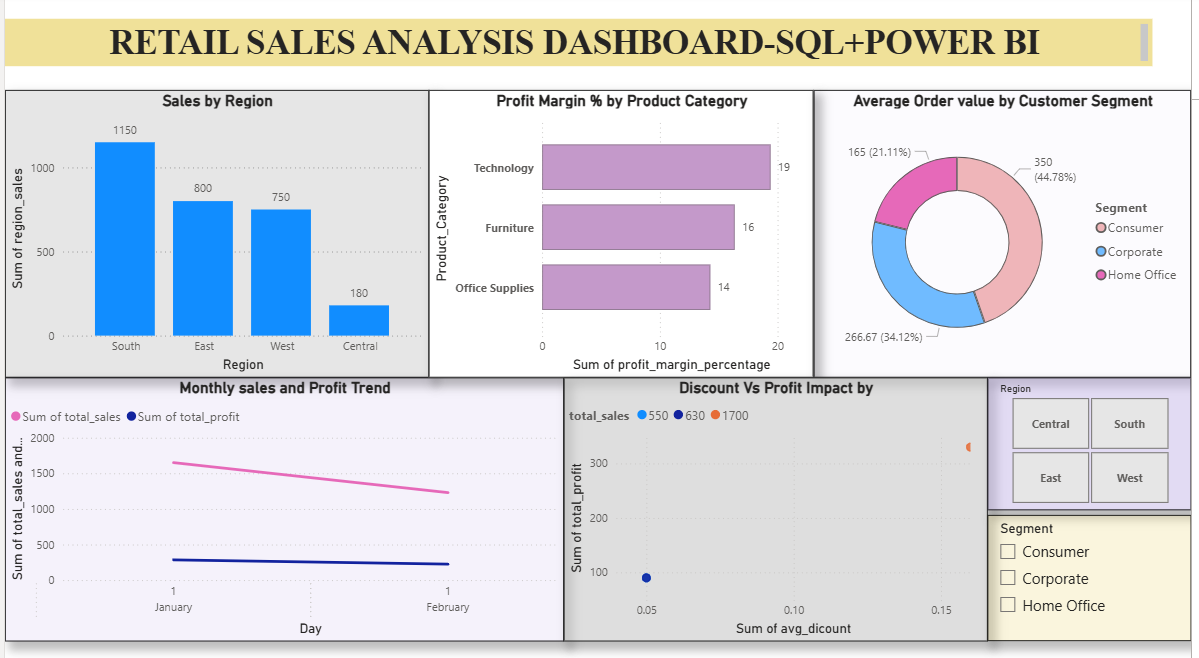 RETAIL SALES ANALYSIS DASHBOARD-SQL+POWER BI
Sales by Region
Sum of region_sales
1000
500
0
1150
800
750
180
South
East
West
Central
Region
Profit Margin % by Product Category
Product_Category
Technology
19
Furniture
16
Office Supplies
14
0
10
20
Sum of profit_margin_percentage
Average Order value by Customer Segment
165 (21.11%)
350
(44.78%)
266.67 (34.12%)
Segment
Consumer
Corporate
Home Office
Monthly sales and Profit Trend
Sum of total_sales
Sum of total_profit
Sum of total_sales and...
2000
1500
1000
500
0
1
January
1
February
Day
Discount Vs Profit Impact by
total_sales
550
630
1700
Sum of total_profit
300
200
100
0.05
0.10
0.15
Sum of avg_dicount
Region
Central
South
East
West
Segment
Consumer
Corporate
Home Office